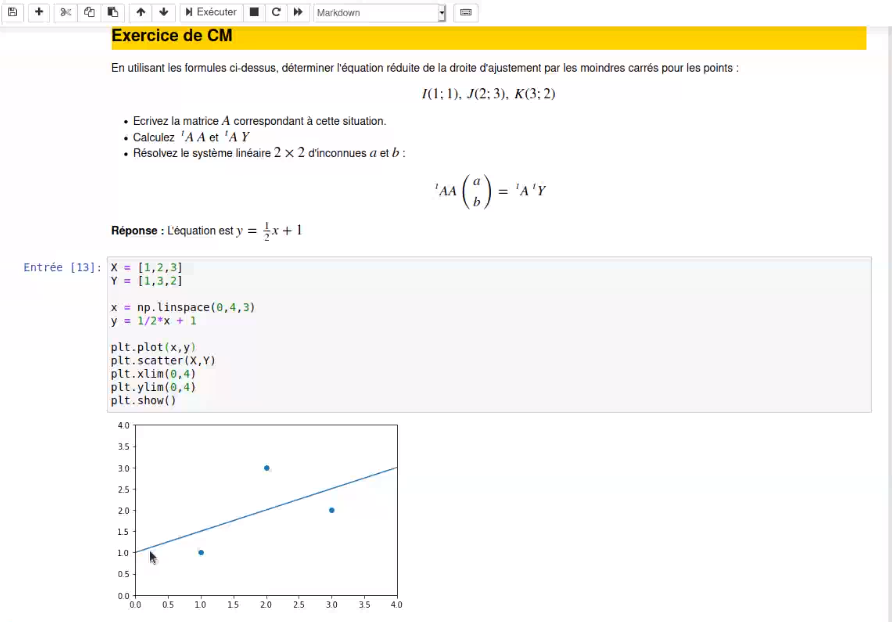 Exécuter Markdown
Exercice de CM
En utilisant les formules ci-dessus, déterminer l'équation réduite de la droite d'ajustement par les moindres carrés pour les points :
I(1; 1), J(2; 3), K(3; 2)
• Ecrivez la matrice A correspondant à cette situation.
• Calculez ᵗA A et ᵗA Y
• Résolvez le système linéaire 2 × 2 d'inconnues a et b :
ᵗAA (a b) = ᵗA ᵗY
Réponse : L'équation est y = 1/2 x + 1
Entrée [13]: X = [1,2,3]
Y = [1,3,2]
x = np.linspace(0,4,3)
y = 1/2*x + 1
plt.plot(x,y)
plt.scatter(X,Y)
plt.xlim(0,4)
plt.ylim(0,4)
plt.show()
4.0
3.5
3.0
2.5
2.0
1.5
1.0
0.5
0.0
0.0 0.5 1.0 1.5 2.0 2.5 3.0 3.5 4.0